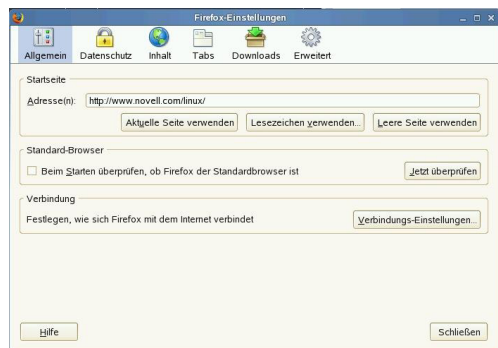 Firefox-Einstellungen
Allgemein Datenschutz Inhalt Tabs Downloads Erweitert
Startseite
Adresse(n): http://www.novell.com/linux/
Aktuelle Seite verwenden Lesezeichen verwenden... Leere Seite verwenden
Standard-Browser
Beim Starten überprüfen, ob Firefox der Standardbrowser ist Jetzt überprüfen
Verbindung
Festlegen, wie sich Firefox mit dem Internet verbindet Verbindungs-Einstellungen...
Hilfe Schließen